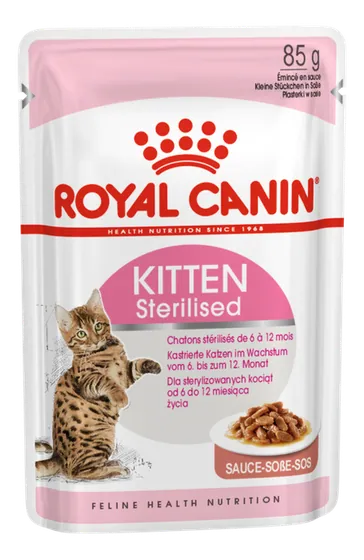 85 g
Émincé en sauce
Kleine Stückchen in Soße
Plasterki w sosie
ROYAL CANIN®
HEALTH NUTRITION SINCE 1968
KITTEN
Sterilised
Chatons stérilisés de 6 à 12 mois
Kastrierte Katzen im Wachstum
vom 6. bis zum 12. Monat
Dla sterylizowanych kociąt
od 6 do 12 miesiąca
życia
SAUCE-SOßE-SOS
FELINE HEALTH NUTRITION